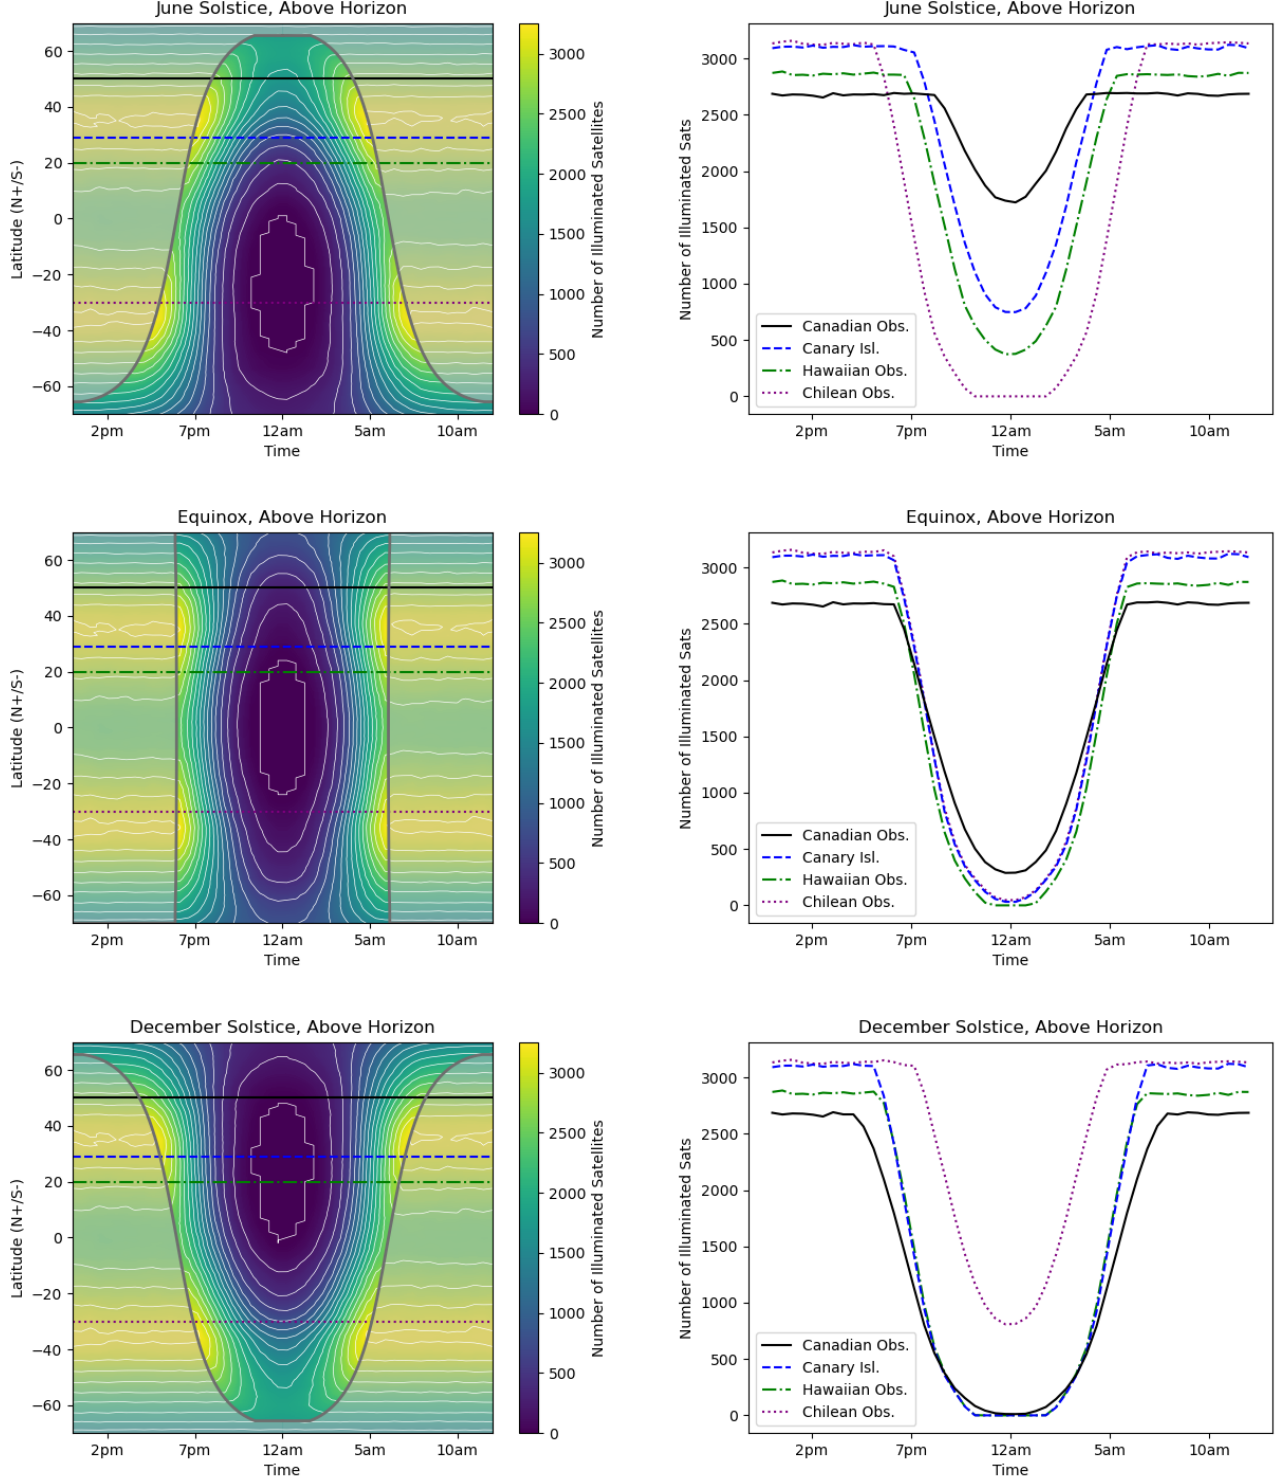 June Solstice, Above Horizon
60
40
20
0
−20
−40
−60
Latitude (N+/S-)
2pm 7pm 12am 5am 10am
Time
3000
2500
2000
1500
1000
500
0
Number of Illuminated Satellites
June Solstice, Above Horizon
3000
2500
2000
1500
1000
500
0
Number of Illuminated Sats
Canadian Obs.
Canary Isl.
Hawaiian Obs.
Chilean Obs.
2pm 7pm 12am 5am 10am
Time
Equinox, Above Horizon
60
40
20
0
−20
−40
−60
Latitude (N+/S-)
2pm 7pm 12am 5am 10am
Time
3000
2500
2000
1500
1000
500
0
Number of Illuminated Satellites
Equinox, Above Horizon
3000
2500
2000
1500
1000
500
0
Number of Illuminated Sats
Canadian Obs.
Canary Isl.
Hawaiian Obs.
Chilean Obs.
2pm 7pm 12am 5am 10am
Time
December Solstice, Above Horizon
60
40
20
0
−20
−40
−60
Latitude (N+/S-)
2pm 7pm 12am 5am 10am
Time
3000
2500
2000
1500
1000
500
0
Number of Illuminated Satellites
December Solstice, Above Horizon
3000
2500
2000
1500
1000
500
0
Number of Illuminated Sats
Canadian Obs.
Canary Isl.
Hawaiian Obs.
Chilean Obs.
2pm 7pm 12am 5am 10am
Time